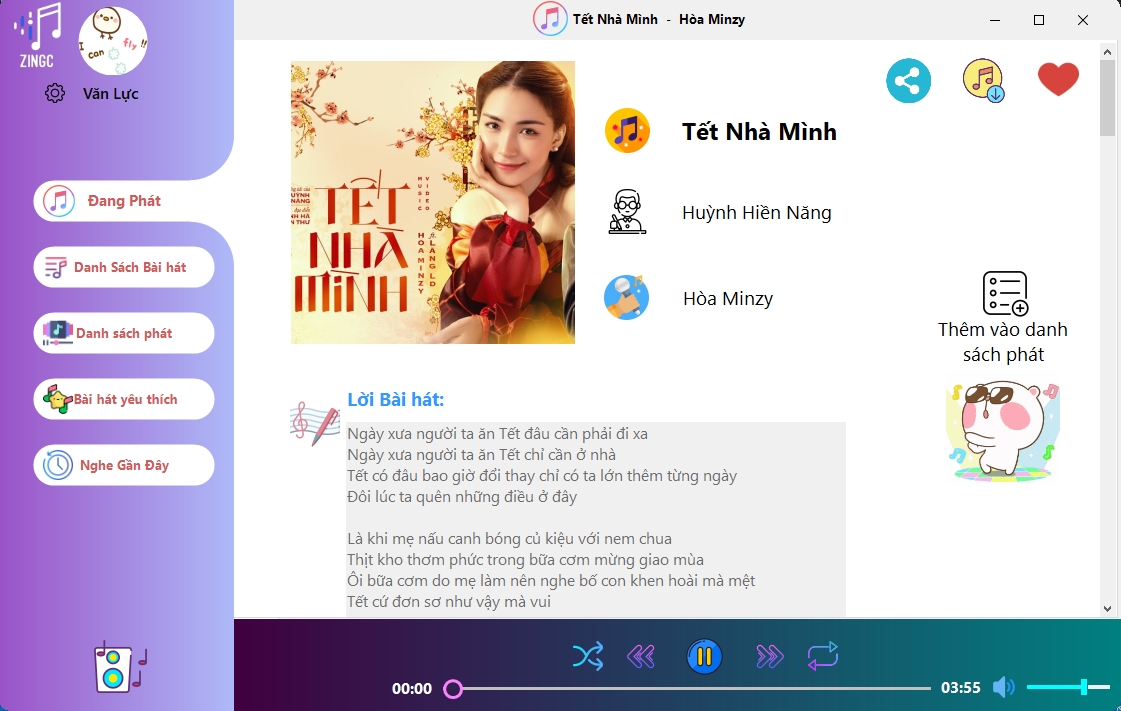 ZINGC
I can fly !!
Văn Lực
Đang Phát
Danh Sách Bài hát
Danh sách phát
Bài hát yêu thích
Nghe Gần Đây
Tết Nhà Mình - Hòa Minzy
TẾT
NHÀ
MÌNH
MUSIC VIDEO
HOAMINZY
ft. LANG LD
Tết Nhà Mình
Huỳnh Hiền Năng
Hòa Minzy
Thêm vào danh
sách phát
Lời Bài hát:
Ngày xưa người ta ăn Tết đâu cần phải đi xa
Ngày xưa người ta ăn Tết chỉ cần ở nhà
Tết có đâu bao giờ đổi thay chỉ có ta lớn thêm từng ngày
Đôi lúc ta quên những điều ở đây
Là khi mẹ nấu canh bóng củ kiệu với nem chua
Thịt kho thơm phức trong bữa cơm mừng giao mùa
Ôi bữa cơm do mẹ làm nên nghe bố con khen hoài mà mệt
Tết cứ đơn sơ như vậy mà vui
00:00
03:55